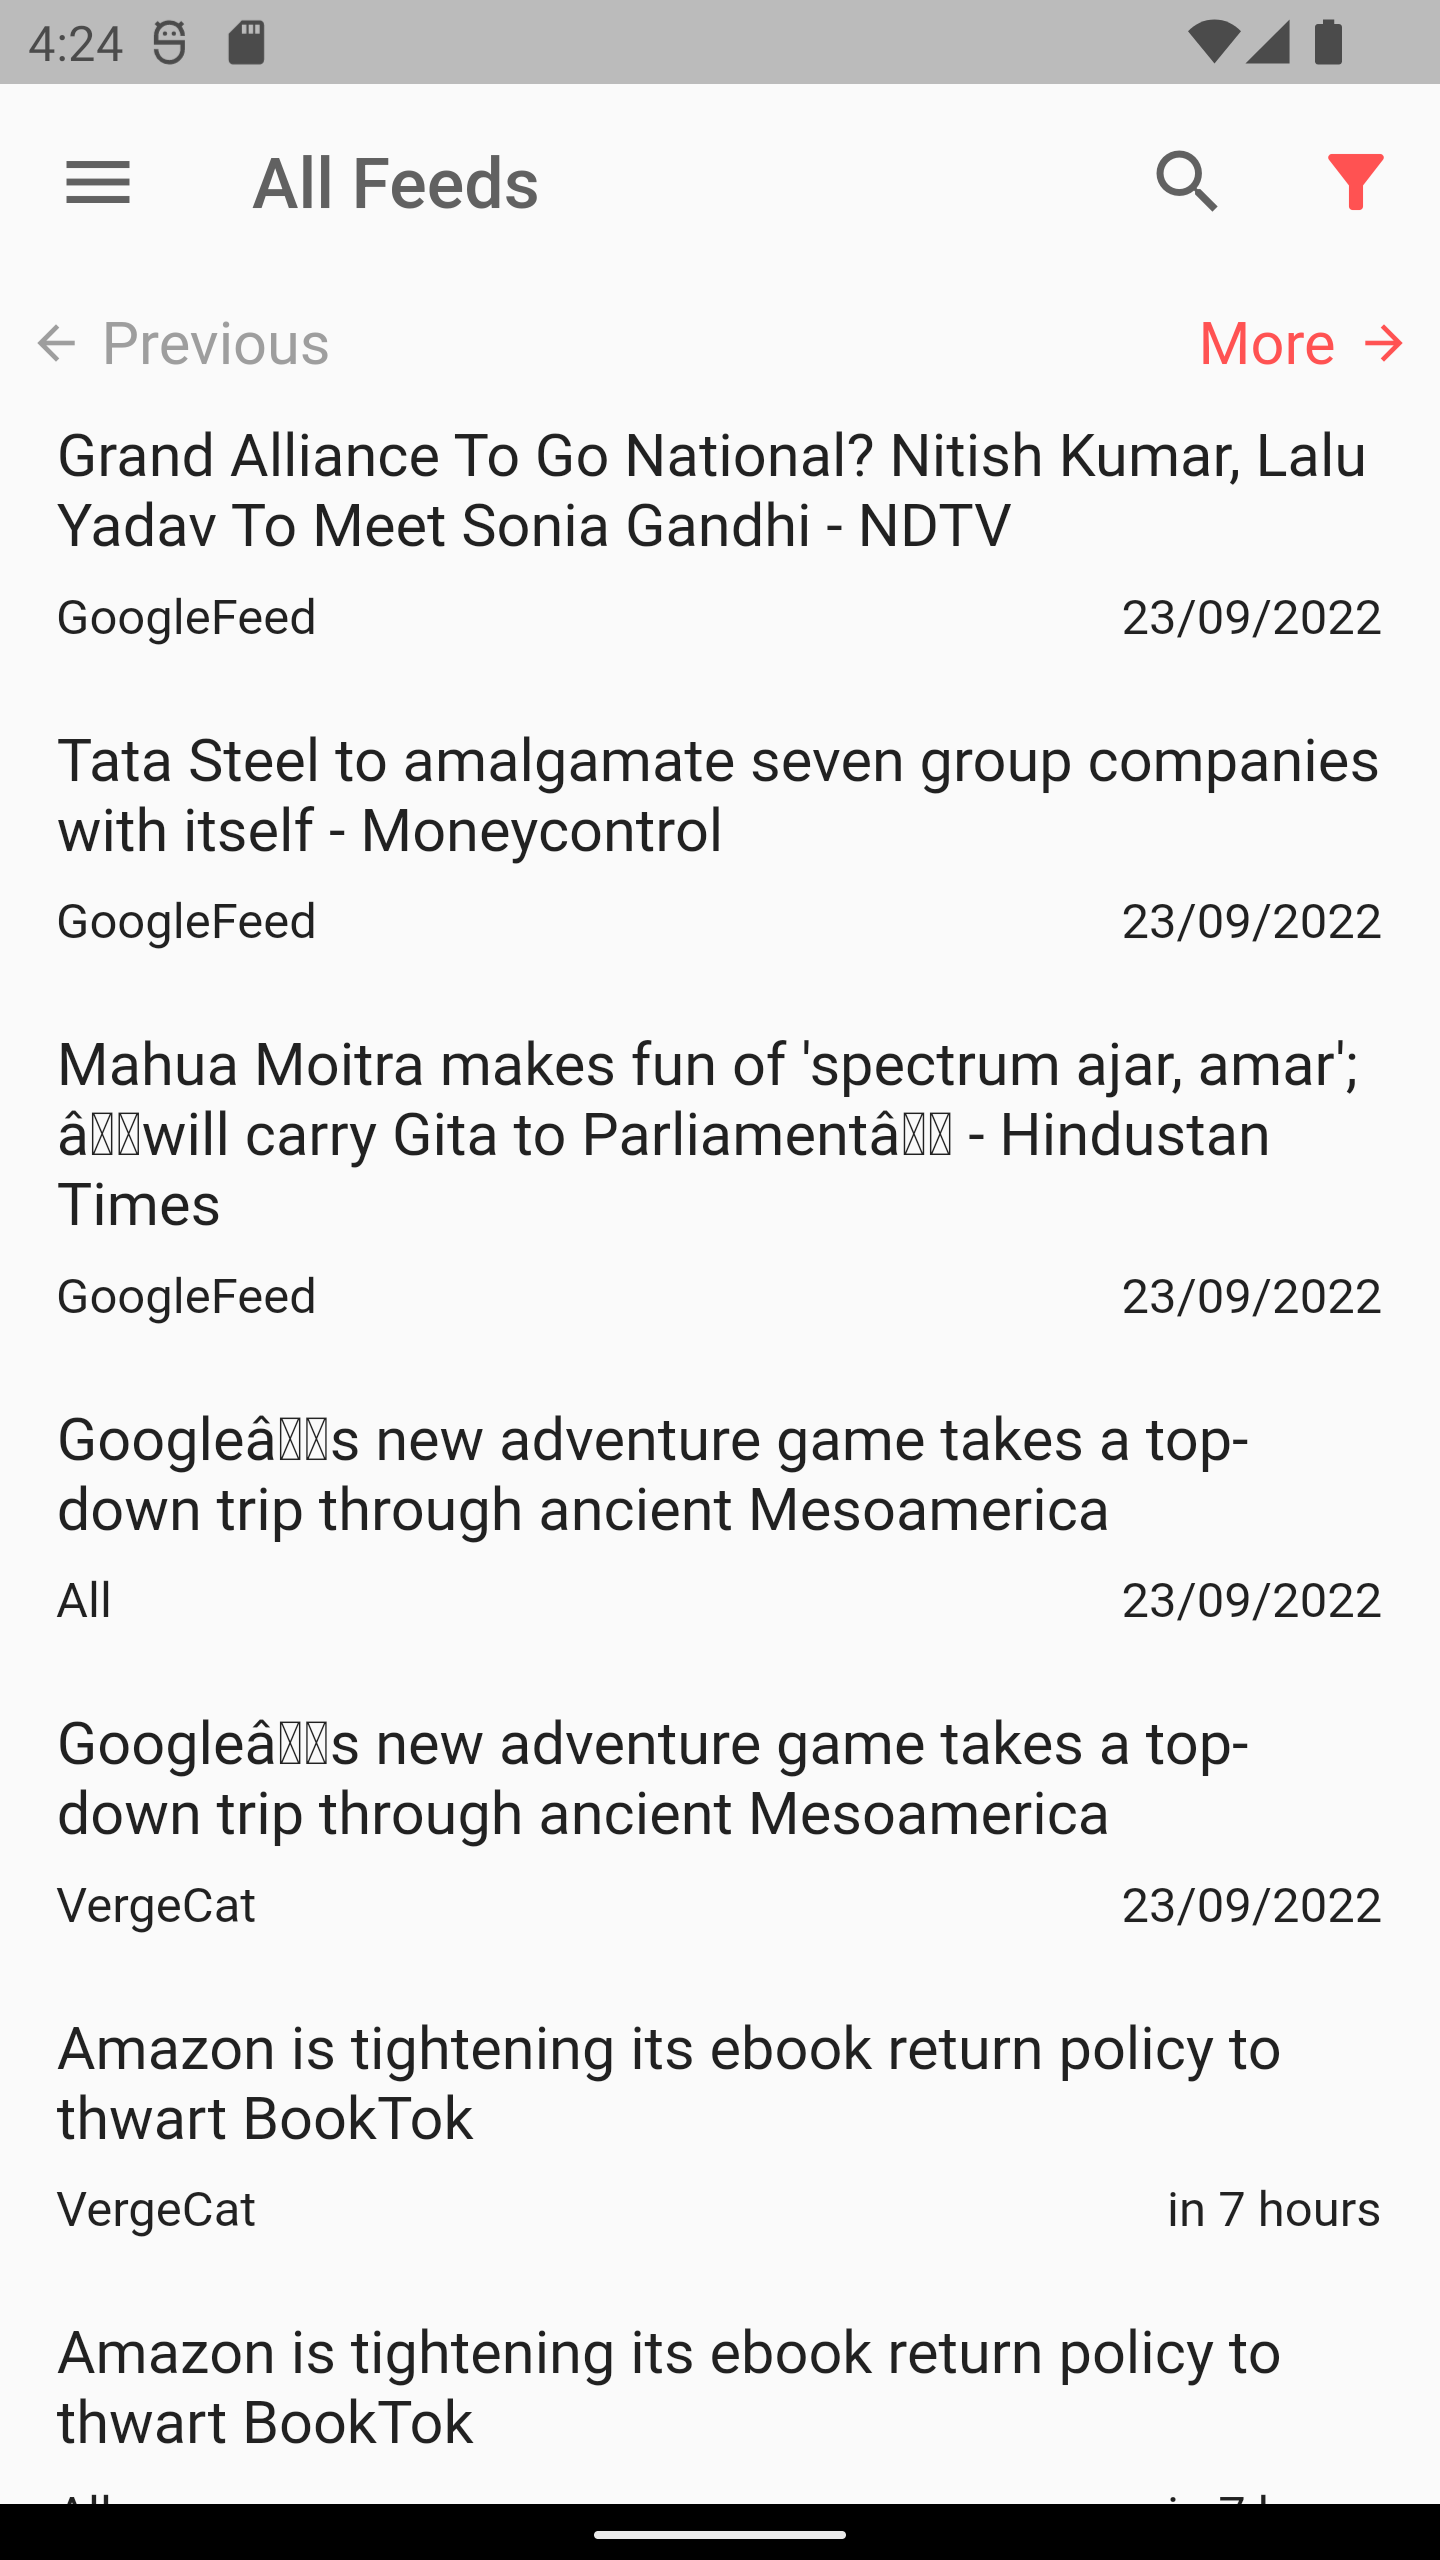 4:24
All Feeds
Previous
More
Grand Alliance To Go National? Nitish Kumar, Lalu
Yadav To Meet Sonia Gandhi - NDTV
GoogleFeed
23/09/2022
Tata Steel to amalgamate seven group companies
with itself - Moneycontrol
GoogleFeed
23/09/2022
Mahua Moitra makes fun of 'spectrum ajar, amar';
â□□will carry Gita to Parliamentâ□□ - Hindustan
Times
GoogleFeed
23/09/2022
Googleâ□□s new adventure game takes a top-
down trip through ancient Mesoamerica
All
23/09/2022
Googleâ□□s new adventure game takes a top-
down trip through ancient Mesoamerica
VergeCat
23/09/2022
Amazon is tightening its ebook return policy to
thwart BookTok
VergeCat
in 7 hours
Amazon is tightening its ebook return policy to
thwart BookTok